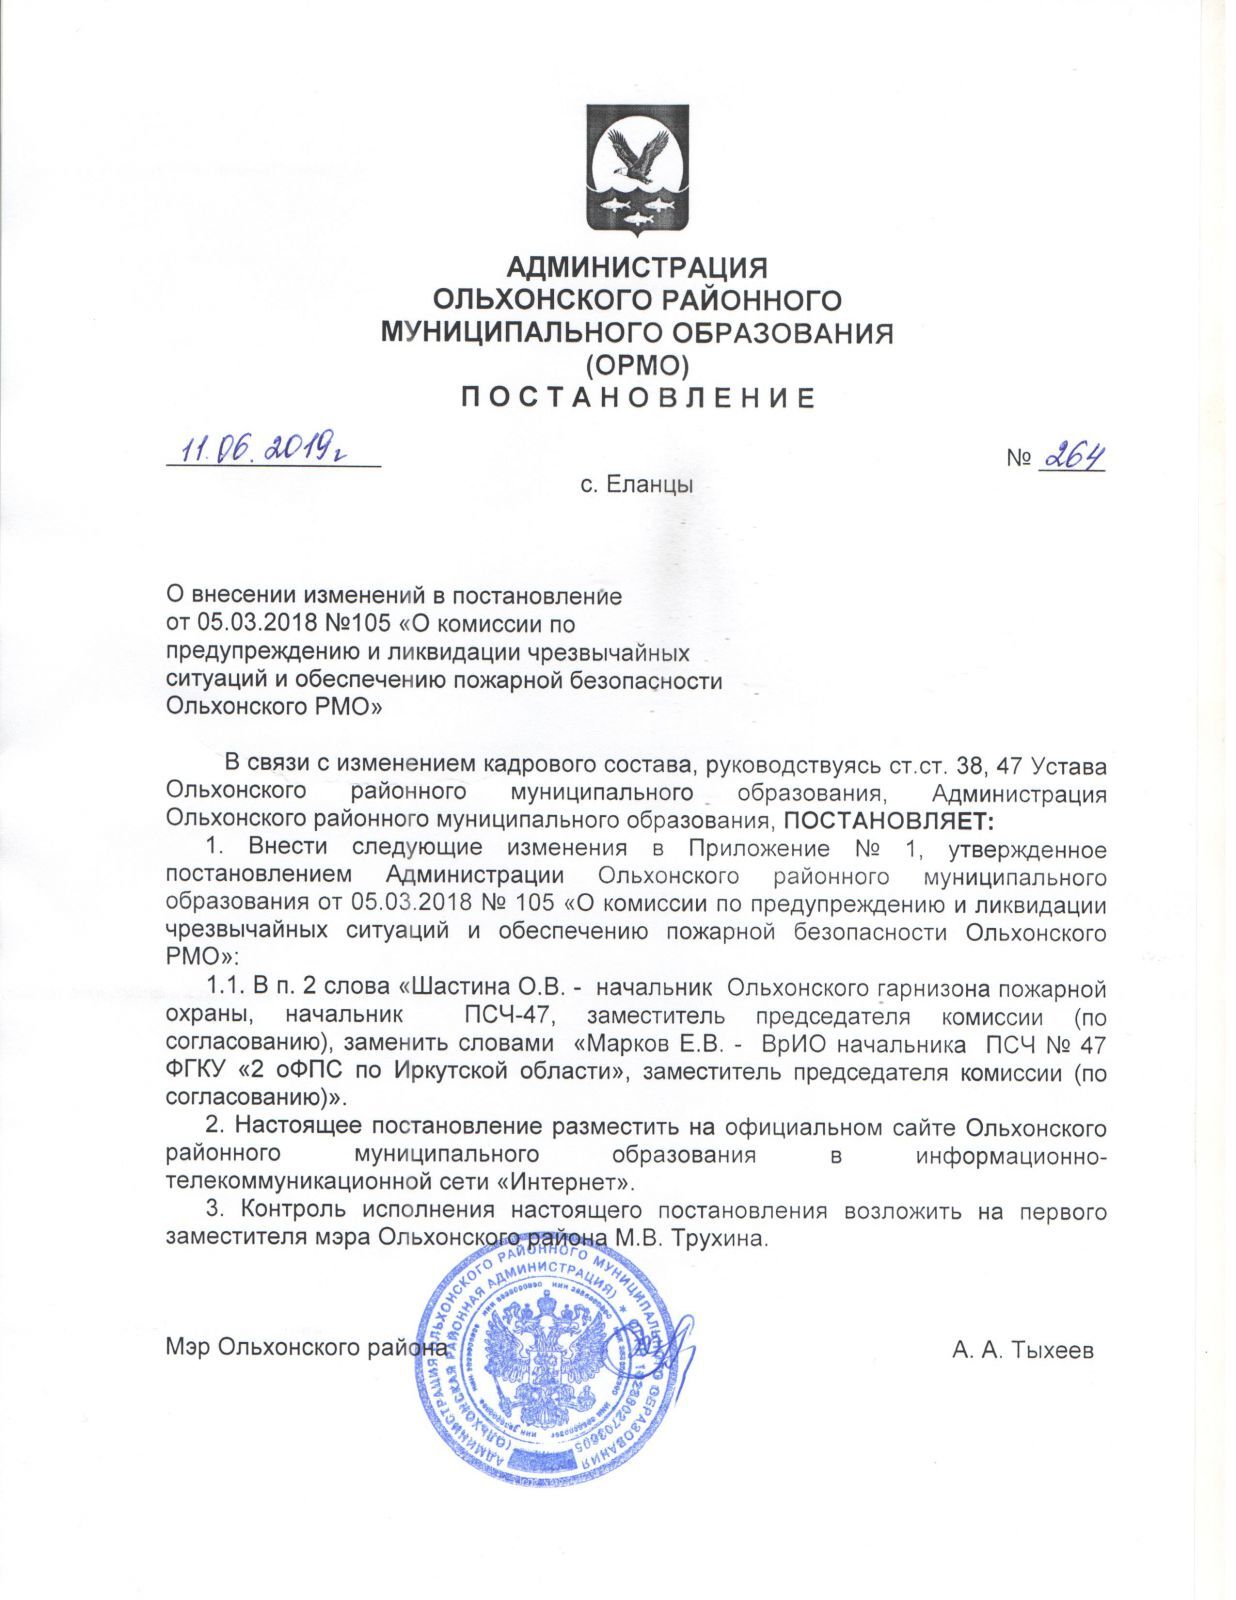 АДМИНИСТРАЦИЯ
ОЛЬХОНСКОГО РАЙОННОГО
МУНИЦИПАЛЬНОГО ОБРАЗОВАНИЯ
(ОРМО)
П О С Т А Н О В Л Е Н И Е
11.06.2019г № 264
с. Еланцы
О внесении изменений в постановление
от 05.03.2018 №105 «О комиссии по
предупреждению и ликвидации чрезвычайных
ситуаций и обеспечению пожарной безопасности
Ольхонского РМО»
В связи с изменением кадрового состава, руководствуясь ст.ст. 38, 47 Устава
Ольхонского районного муниципального образования, Администрация
Ольхонского районного муниципального образования, ПОСТАНОВЛЯЕТ:
1. Внести следующие изменения в Приложение № 1, утвержденное
постановлением Администрации Ольхонского районного муниципального
образования от 05.03.2018 № 105 «О комиссии по предупреждению и ликвидации
чрезвычайных ситуаций и обеспечению пожарной безопасности Ольхонского
РМО»:
1.1. В п. 2 слова «Шастина О.В. - начальник Ольхонского гарнизона пожарной
охраны, начальник ПСЧ-47, заместитель председателя комиссии (по
согласованию), заменить словами «Марков Е.В. - ВрИО начальника ПСЧ № 47
ФГКУ «2 оФПС по Иркутской области», заместитель председателя комиссии (по
согласованию)».
2. Настоящее постановление разместить на официальном сайте Ольхонского
районного муниципального образования в информационно-
телекоммуникационной сети «Интернет».
3. Контроль исполнения настоящего постановления возложить на первого
заместителя мэра Ольхонского района М.В. Трухина.
Мэр Ольхонского района А. А. Тыхеев
АДМИНИСТРАЦИЯ ОЛЬХОНСКОГО РАЙОННОГО МУНИЦИПАЛЬНОГО ОБРАЗОВАНИЯ
(ОЛЬХОНСКАЯ РАЙОННАЯ АДМИНИСТРАЦИЯ) *